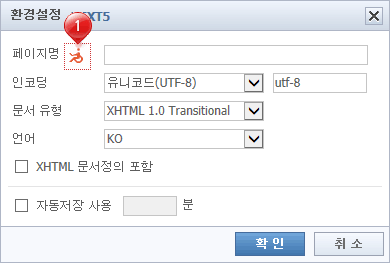 환경설정
XT5
1
페이지명
인코딩 유니코드(UTF-8) utf-8
문서 유형 XHTML 1.0 Transitional
언어 KO
XHTML 문서정의 포함
자동저장 사용 분
확 인 취 소